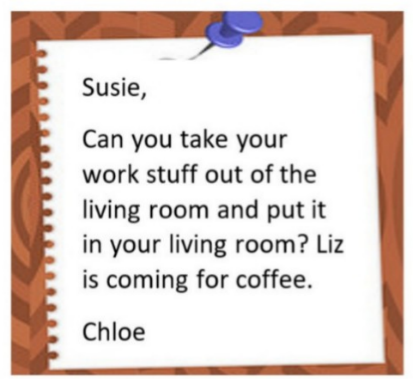 Susie,
Can you take your
work stuff out of the
living room and put it
in your living room? Liz
is coming for coffee.
Chloe